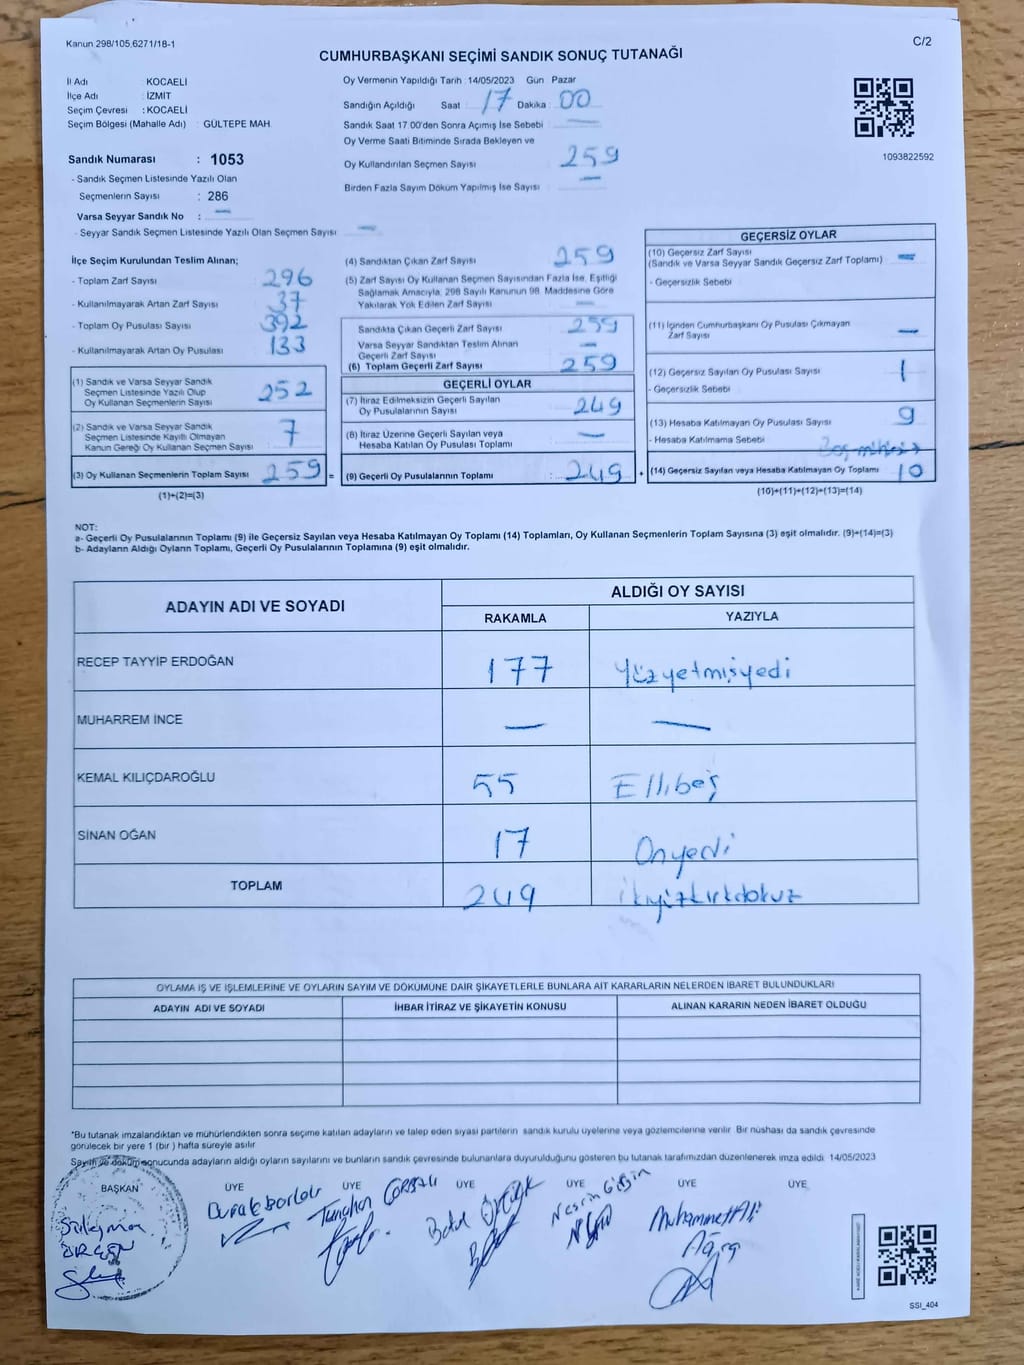 Kanun 298/105,6271/18-1
C/2
CUMHURBAŞKANI SEÇİMİ SANDIK SONUÇ TUTANAĞI
İl Adı KOCAELİ
İlçe Adı : İZMİT
Seçim Çevresi : KOCAELİ
Seçim Bölgesi (Mahalle Adı) : GÜLTEPE MAH.
Sandık Numarası : 1053
- Sandık Seçmen Listesinde Yazılı Olan
Seçmenlerin Sayısı : 286
Varsa Seyyar Sandık No : —
- Seyyar Sandık Seçmen Listesinde Yazılı Olan Seçmen Sayısı —
Oy Vermenin Yapıldığı Tarih : 14/05/2023 Gün Pazar
Sandığın Açıldığı Saat : 17 Dakika : 00
Sandık Saat 17.00'den Sonra Açımış İse Sebebi : —
Oy Verme Saati Bitiminde Sırada Bekleyen ve
Oy Kullandırılan Seçmen Sayısı 259
Birden Fazla Sayım Döküm Yapılmış İse Sayısı : —
1093822592
İlçe Seçim Kurulundan Teslim Alınan;
- Toplam Zarf Sayısı 296
- Kullanılmayarak Artan Zarf Sayısı 37
- Toplam Oy Pusulası Sayısı 392
- Kullanılmayarak Artan Oy Pusulası 133
(1) Sandık ve Varsa Seyyar Sandık
Seçmen Listesinde Yazılı Olup
Oy Kullanan Seçmenlerin Sayısı 252
(2) Sandık ve Varsa Seyyar Sandık
Seçmen Listesinde Kayıtlı Olmayan
Kanun Gereği Oy Kullanan Seçmen Sayısı 7
(3) Oy Kullanan Seçmenlerin Toplam Sayısı 259 =
(1)+(2)=(3)
(4) Sandıktan Çıkan Zarf Sayısı 259
(5) Zarf Sayısı Oy Kullanan Seçmen Sayısından Fazla İse, Eşitliği
Sağlamak Amacıyla, 298 Sayılı Kanunun 98. Maddesine Göre
Yakılarak Yok Edilen Zarf Sayısı —
Sandıkta Çıkan Geçerli Zarf Sayısı 259
Varsa Seyyar Sandıktan Teslim Alınan
Geçerli Zarf Sayısı —
(6) Toplam Geçerli Zarf Sayısı 259
GEÇERLİ OYLAR
(7) İtiraz Edilmeksizin Geçerli Sayılan
Oy Pusulalarının Sayısı 249
(8) İtiraz Üzerine Geçerli Sayılan veya
Hesaba Katılan Oy Pusulası Toplamı —
(9) Geçerli Oy Pusulalarının Toplamı : 249 +
GEÇERSİZ OYLAR
(10) Geçersiz Zarf Sayısı
(Sandık ve Varsa Seyyar Sandık Geçersiz Zarf Toplamı) —
- Geçersizlik Sebebi
(11) İçinden Cumhurbaşkanı Oy Pusulası Çıkmayan
Zarf Sayısı —
(12) Geçersiz Sayılan Oy Pusulası Sayısı 1
- Geçersizlik Sebebi
(13) Hesaba Katılmayan Oy Pusulası Sayısı 9
- Hesaba Katılmama Sebebi
(14) Geçersiz Sayılan veya Hesaba Katılmayan Oy Toplamı 10
(10)+(11)+(12)+(13)=(14)
NOT:
a- Geçerli Oy Pusulalarının Toplamı (9) ile Geçersiz Sayılan veya Hesaba Katılmayan Oy Toplamı (14) Toplamları, Oy Kullanan Seçmenlerin Toplam Sayısına (3) eşit olmalıdır. (9)+(14)=(3)
b- Adayların Aldığı Oyların Toplamı, Geçerli Oy Pusulalarının Toplamına (9) eşit olmalıdır.
ADAYIN ADI VE SOYADI
ALDIĞI OY SAYISI
RAKAMLA YAZIYLA
RECEP TAYYİP ERDOĞAN 177 Yüzyetmişyedi
MUHARREM İNCE — —
KEMAL KILIÇDAROĞLU 55 Ellibeş
SİNAN OĞAN 17 Onyedi
TOPLAM 249 ikiyüzkırkdokuz
OYLAMA İŞ VE İŞLEMLERİNE VE OYLARIN SAYIM VE DÖKÜMÜNE DAİR ŞİKAYETLERLE BUNLARA AİT KARARLARIN NELERDEN İBARET BULUNDUKLARI
ADAYIN ADI VE SOYADI İHBAR İTİRAZ VE ŞİKAYETİN KONUSU ALINAN KARARIN NEDEN İBARET OLDUĞU
*Bu tutanak imzalandıktan ve mühürlendikten sonra seçime katılan adayların ve talep eden siyasi partilerin sandık kurulu üyelerine veya gözlemcilerine verilir. Bir nüshası da sandık çevresinde
görülecek bir yere 1 (bir) hafta süreyle asılır.
Sayım ve döküm sonucunda adayların aldığı oyların sayılarını ve bunların sandık çevresinde bulunanlara duyurulduğunu gösteren bu tutanak tarafımızdan düzenlenerek imza edildi. 14/05/2023
BAŞKAN ÜYE ÜYE ÜYE ÜYE ÜYE ÜYE
Süleyman
Tunahan
Betül
Nesrin
Muhammet Ali
SSI_404